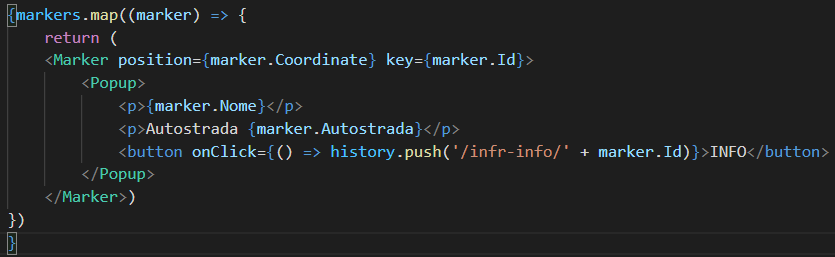 {markers.map((marker) => {
return (
<Marker position={marker.Coordinate} key={marker.Id}>
<Popup>
<p>{marker.Nome}</p>
<p>Autostrada {marker.Autostrada}</p>
<button onClick={() => history.push('/infr-info/' + marker.Id)}>INFO</button>
</Popup>
</Marker>)
})
}